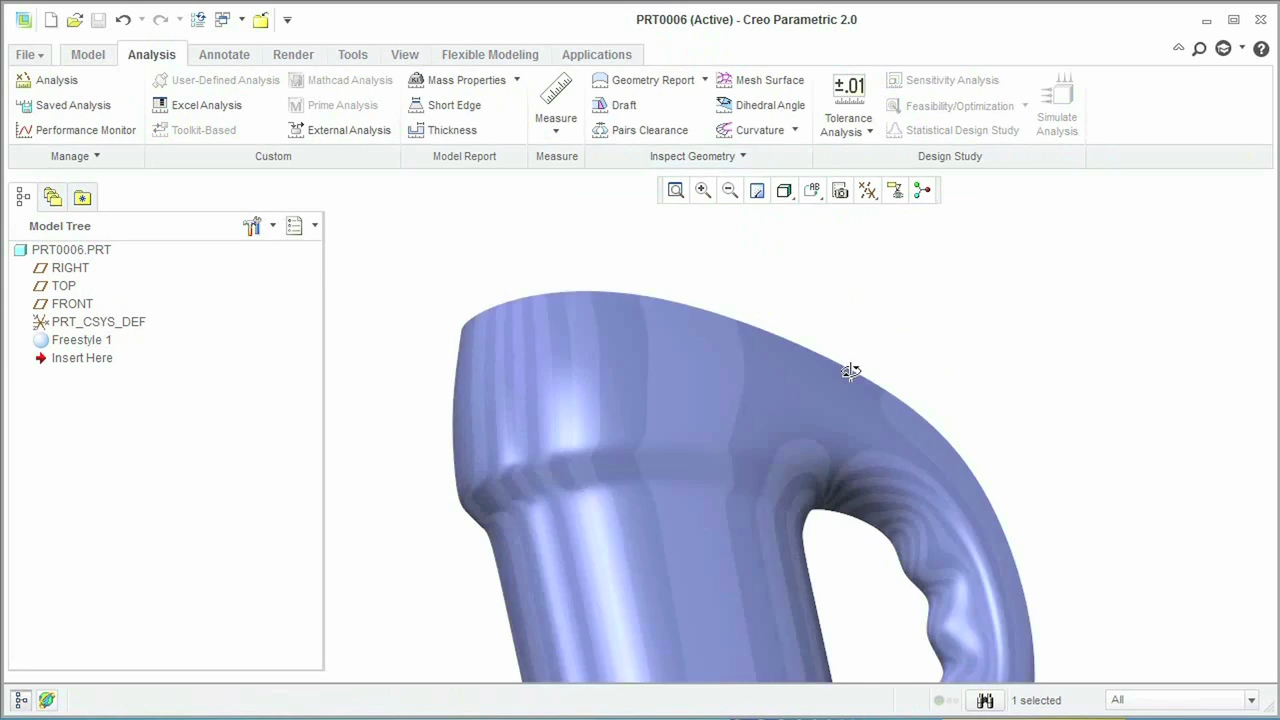 PRT0006 (Active) - Creo Parametric 2.0
File Model Analysis Annotate Render Tools View Flexible Modeling Applications
Analysis User-Defined Analysis Mathcad Analysis Mass Properties Geometry Report Mesh Surface ±.01 Sensitivity Analysis
Saved Analysis Excel Analysis Prime Analysis Short Edge Measure Draft Dihedral Angle Tolerance Analysis Feasibility/Optimization Simulate Analysis
Performance Monitor Toolkit-Based External Analysis Thickness Pairs Clearance Curvature Statistical Design Study
Manage Custom Model Report Measure Inspect Geometry Design Study
Model Tree
PRT0006.PRT
RIGHT
TOP
FRONT
PRT_CSYS_DEF
Freestyle 1
Insert Here
1 selected All